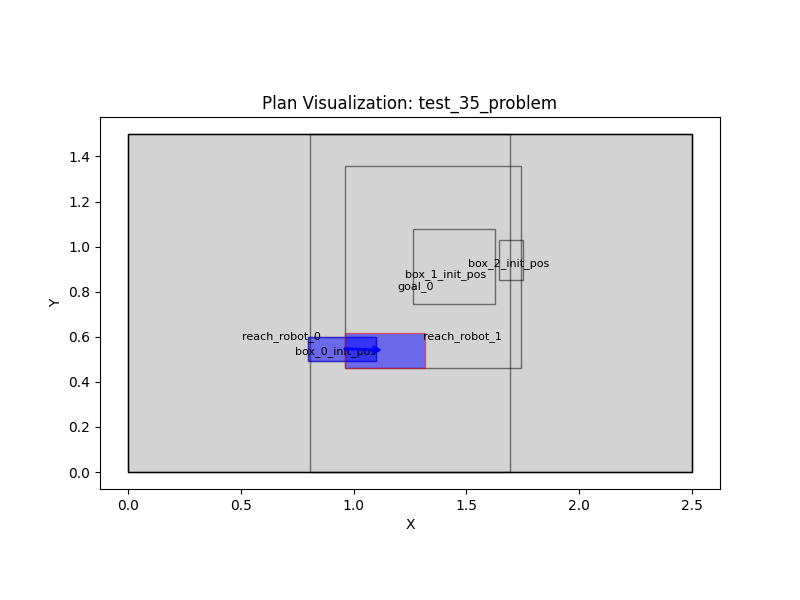 Plan Visualization: test_35_problem
Y
1.4
1.2
1.0
0.8
0.6
0.4
0.2
0.0
box_2_init_pos
box_1_init_pos
goal_0
reach_robot_0
reach_robot_1
box_0_init_pos
0.0
0.5
1.0
1.5
2.0
2.5
X